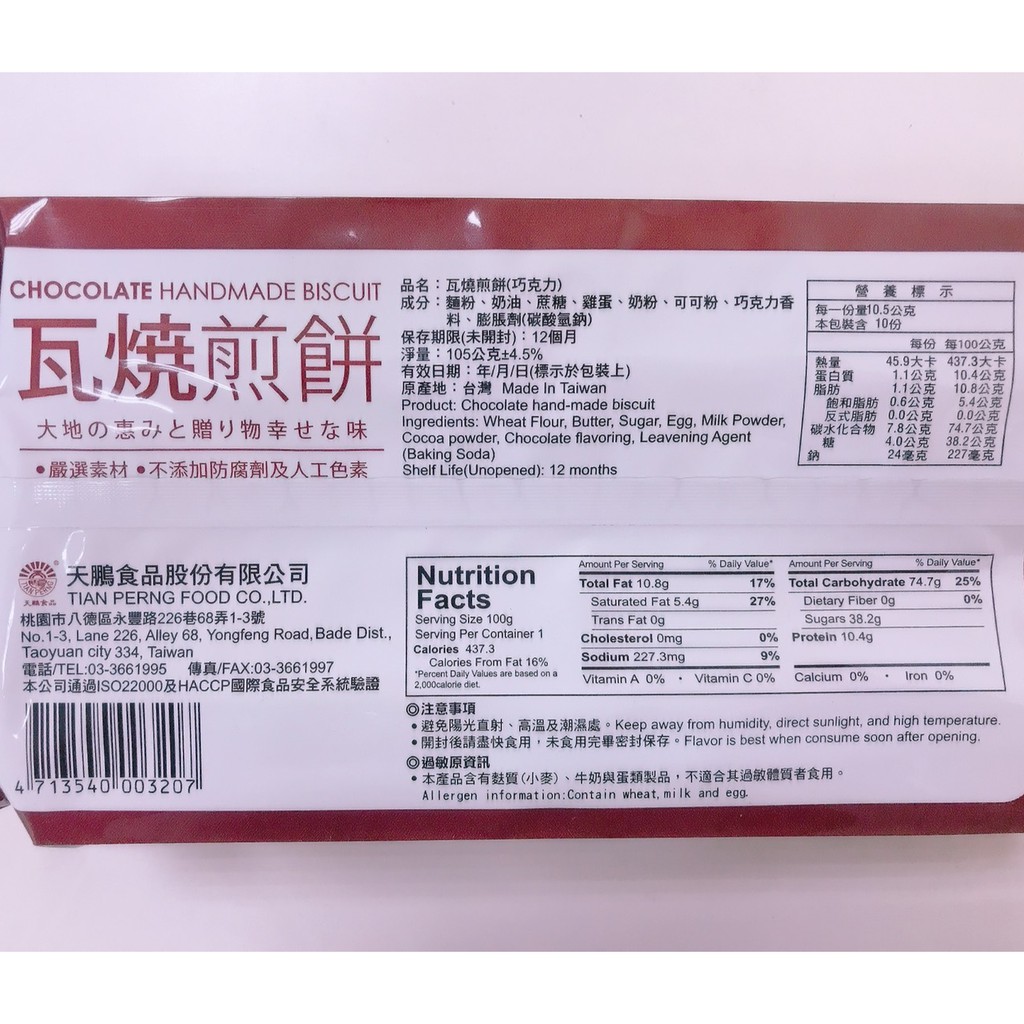 CHOCOLATE HANDMADE BISCUIT
瓦燒煎餅
大地の恵みと贈り物幸せな味
•嚴選素材 •不添加防腐劑及人工色素
品名：瓦燒煎餅(巧克力)
成分：麵粉、奶油、蔗糖、雞蛋、奶粉、可可粉、巧克力香
料、膨脹劑(碳酸氫鈉)
保存期限(未開封)：12個月
淨重：105公克±4.5%
有效日期：年/月/日(標示於包裝上)
原產地：台灣 Made In Taiwan
Product: Chocolate hand-made biscuit
Ingredients: Wheat Flour, Butter, Sugar, Egg, Milk Powder,
Cocoa powder, Chocolate flavoring, Leavening Agent
(Baking Soda)
Shelf Life(Unopened): 12 months
營養標示
每一份量10.5公克
本包裝含 10份
每份 每100公克
熱量 45.9大卡 437.3大卡
蛋白質 1.1公克 10.4公克
脂肪 1.1公克 10.8公克
飽和脂肪 0.6公克 5.4公克
反式脂肪 0.0公克 0.0公克
碳水化合物 7.8公克 74.7公克
糖 4.0公克 38.2公克
鈉 24毫克 227毫克
天鵬食品股份有限公司
TIAN PERNG FOOD CO.,LTD.
TIAN PERNG
天鵬食品
桃園市八德區永豐路226巷68弄1-3號
No.1-3, Lane 226, Alley 68, Yongfeng Road, Bade Dist.,
Taoyuan city 334, Taiwan
電話/TEL:03-3661995 傳真/FAX:03-3661997
本公司通過ISO22000及HACCP國際食品安全系統驗證
4 713540 003207
Nutrition
Facts
Serving Size 100g
Serving Per Container 1
Calories 437.3
Calories From Fat 16%
*Percent Daily Values are based on a
2,000calorie diet.
Amount Per Serving % Daily Value*
Total Fat 10.8g 17%
Saturated Fat 5.4g 27%
Trans Fat 0g
Cholesterol 0mg 0%
Sodium 227.3mg 9%
Vitamin A 0% • Vitamin C 0%
Amount Per Serving % Daily Value*
Total Carbohydrate 74.7g 25%
Dietary Fiber 0g 0%
Sugars 38.2g
Protein 10.4g
Calcium 0% • Iron 0%
◎注意事項
•避免陽光直射、高溫及潮濕處。Keep away from humidity, direct sunlight, and high temperature.
•開封後請盡快食用，未食用完畢密封保存。Flavor is best when consume soon after opening.
◎過敏原資訊
•本產品含有麩質(小麥)、牛奶與蛋類製品，不適合其過敏體質者食用。
Allergen information:Contain wheat, milk and egg.